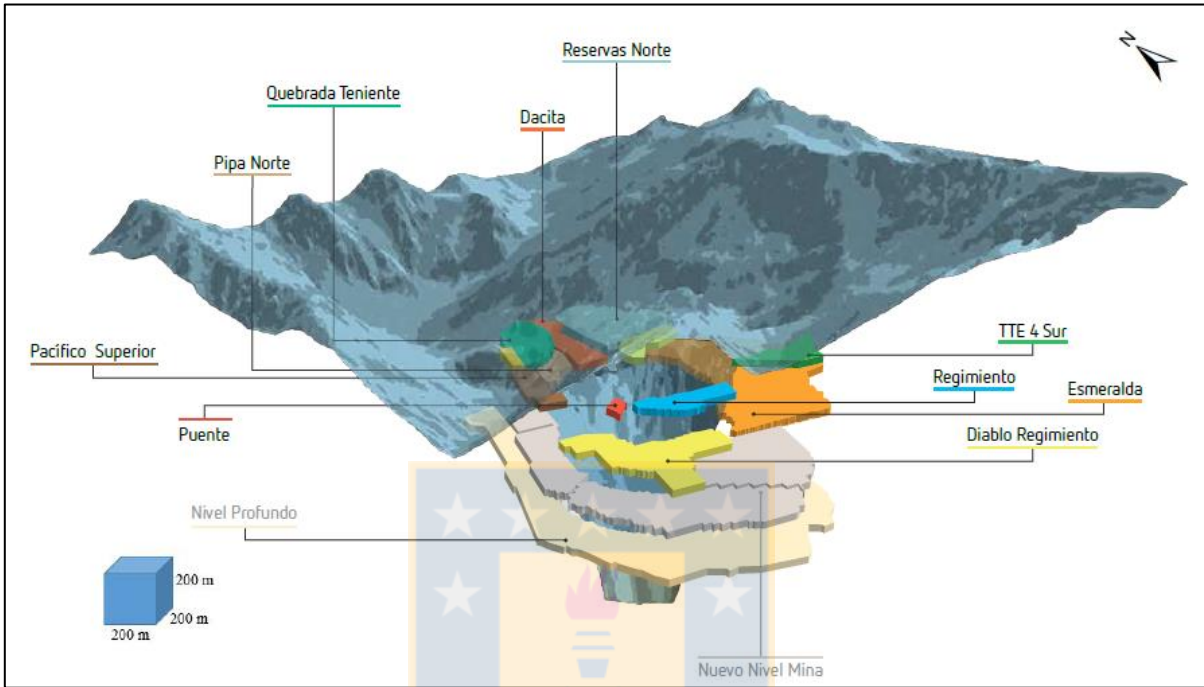 Reservas Norte
N
Quebrada Teniente
Dacita
Pipa Norte
TTE 4 Sur
Pacífico Superior
Regimiento
Esmeralda
Puente
Diablo Regimiento
Nivel Profundo
200 m
200 m
200 m
Nuevo Nivel Mina